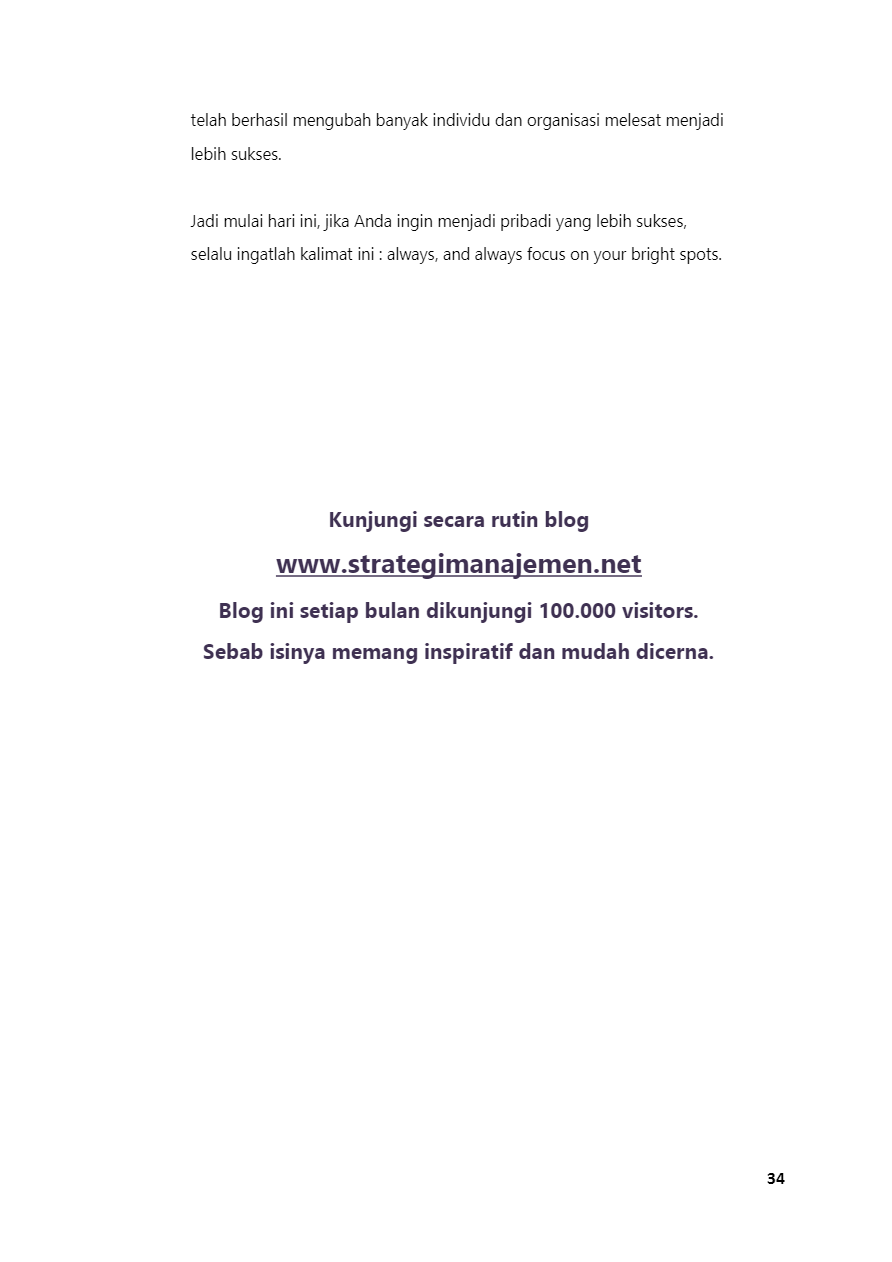 telah berhasil mengubah banyak individu dan organisasi melesat menjadi
lebih sukses.
Jadi mulai hari ini, jika Anda ingin menjadi pribadi yang lebih sukses,
selalu ingatlah kalimat ini : always, and always focus on your bright spots.
Kunjungi secara rutin blog
www.strategimanajemen.net
Blog ini setiap bulan dikunjungi 100.000 visitors.
Sebab isinya memang inspiratif dan mudah dicerna.
34